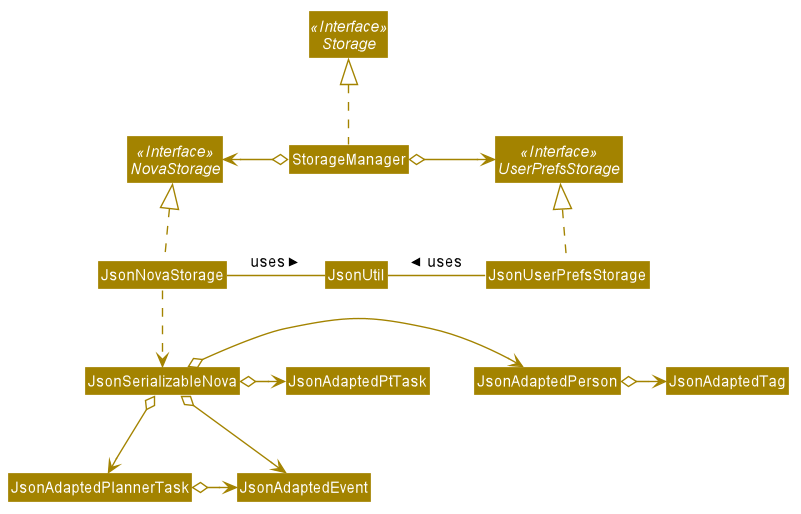 «Interface»
Storage
«Interface»
NovaStorage
StorageManager
«Interface»
UserPrefsStorage
JsonNovaStorage
uses ►
JsonUtil
◄ uses
JsonUserPrefsStorage
JsonSerializableNova
JsonAdaptedPtTask
JsonAdaptedPerson
JsonAdaptedTag
JsonAdaptedPlannerTask
JsonAdaptedEvent